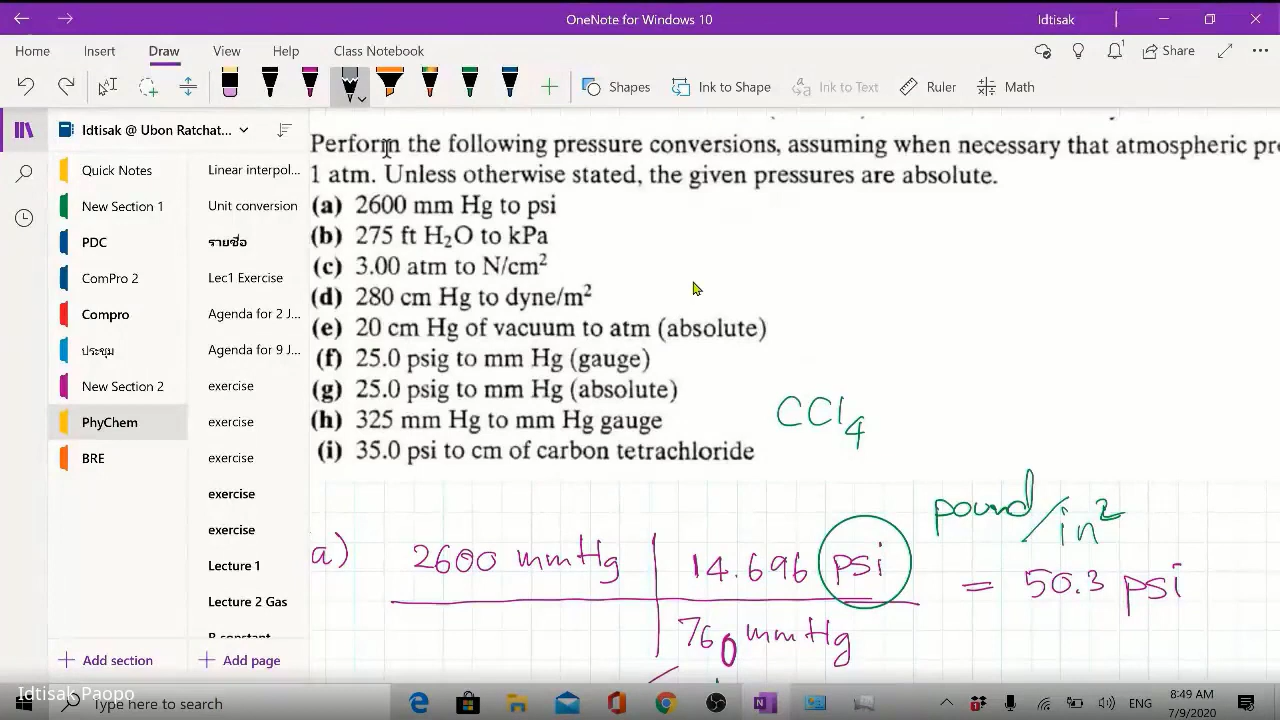 OneNote for Windows 10
Idtisak
Home Insert Draw View Help Class Notebook
Share
Shapes Ink to Shape Ink to Text Ruler Math
Idtisak @ Ubon Ratchat...
Quick Notes
New Section 1
PDC
ComPro 2
Compro
ประชุม
New Section 2
PhyChem
BRE
Linear interpol...
Unit conversion
รายชื่อ
Lec1 Exercise
Agenda for 2 J...
Agenda for 9 J...
exercise
exercise
exercise
exercise
exercise
Lecture 1
Lecture 2 Gas
R constant
Add section
Add page
Perform the following pressure conversions, assuming when necessary that atmospheric pre
1 atm. Unless otherwise stated, the given pressures are absolute.
(a) 2600 mm Hg to psi
(b) 275 ft H₂O to kPa
(c) 3.00 atm to N/cm²
(d) 280 cm Hg to dyne/m²
(e) 20 cm Hg of vacuum to atm (absolute)
(f) 25.0 psig to mm Hg (gauge)
(g) 25.0 psig to mm Hg (absolute)
(h) 325 mm Hg to mm Hg gauge
(i) 35.0 psi to cm of carbon tetrachloride
CCl₄
pound/in²
a) 2600 mmHg 14.696 psi = 50.3 psi
760 mmHg
Idtisak Paopo
here to search
ENG
8:49 AM
7/9/2020